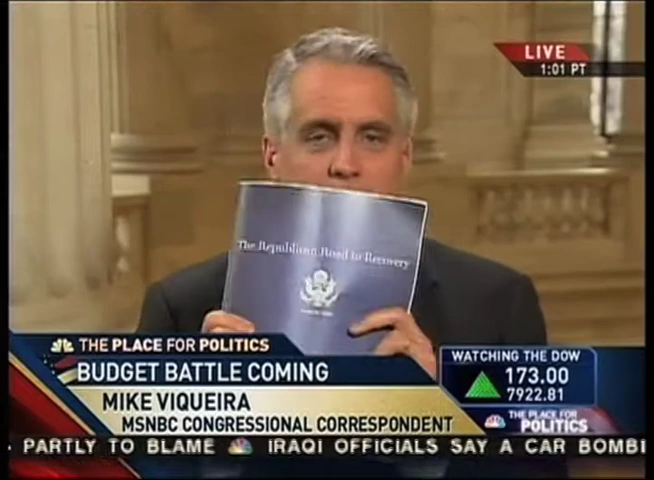 LIVE
1:01 PT
The Republican Road to Recovery
THE PLACE FOR POLITICS
BUDGET BATTLE COMING
MIKE VIQUEIRA
MSNBC CONGRESSIONAL CORRESPONDENT
WATCHING THE DOW
173.00
7922.81
THE PLACE FOR
POLITICS
PARTLY TO BLAME IRAQI OFFICIALS SAY A CAR BOMBI